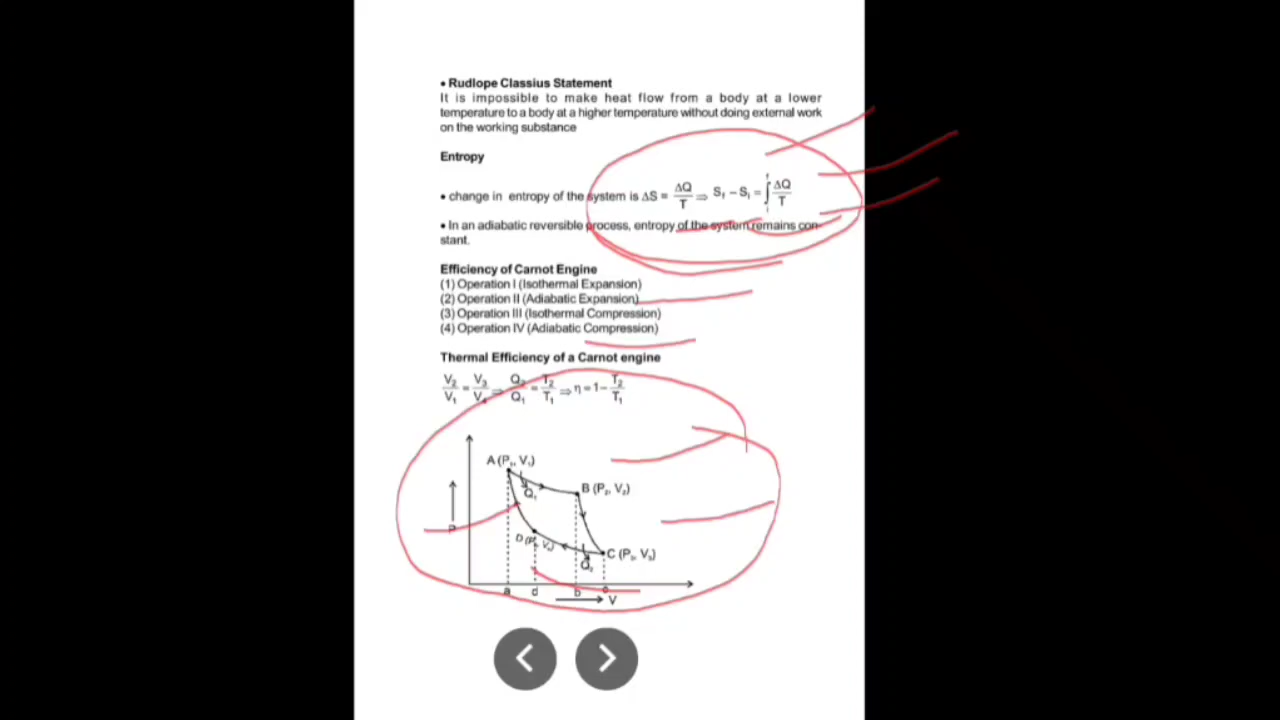 • Rudlope Classius Statement
It is impossible to make heat flow from a body at a lower
temperature to a body at a higher temperature without doing external work
on the working substance
Entropy
• change in entropy of the system is ΔS = ΔQ/T ⇒ S_f − S_i = ∫_i^f ΔQ/T
• In an adiabatic reversible process, entropy of the system remains con-
stant.
Efficiency of Carnot Engine
(1) Operation I (Isothermal Expansion)
(2) Operation II (Adiabatic Expansion)
(3) Operation III (Isothermal Compression)
(4) Operation IV (Adiabatic Compression)
Thermal Efficiency of a Carnot engine
V₂/V₁ = V₃/V₄ ⇒ Q₂/Q₁ = T₂/T₁ ⇒ η = 1 − T₂/T₁
A (P₁, V₁)
Q₁
B (P₂, V₂)
P
D (P₄, V₄)
C (P₃, V₃)
Q₂
a d b c
V